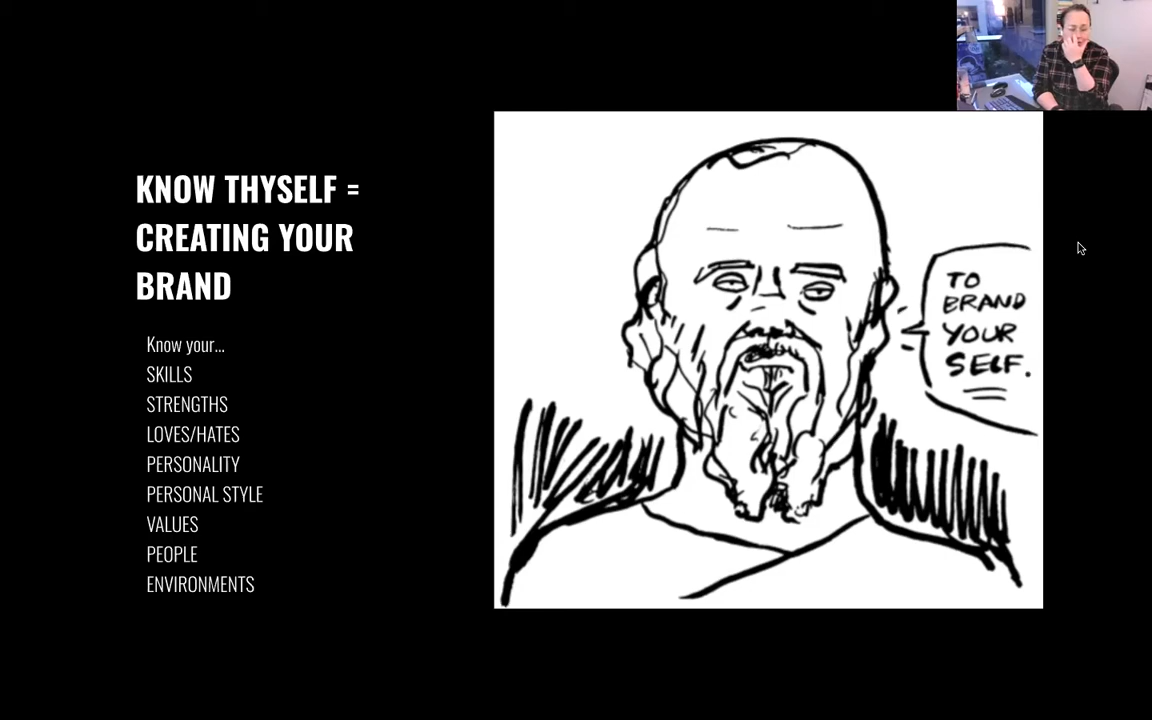 KNOW THYSELF =
CREATING YOUR
BRAND
Know your...
SKILLS
STRENGTHS
LOVES/HATES
PERSONALITY
PERSONAL STYLE
VALUES
PEOPLE
ENVIRONMENTS
TO
BRAND
YOUR
SELF.